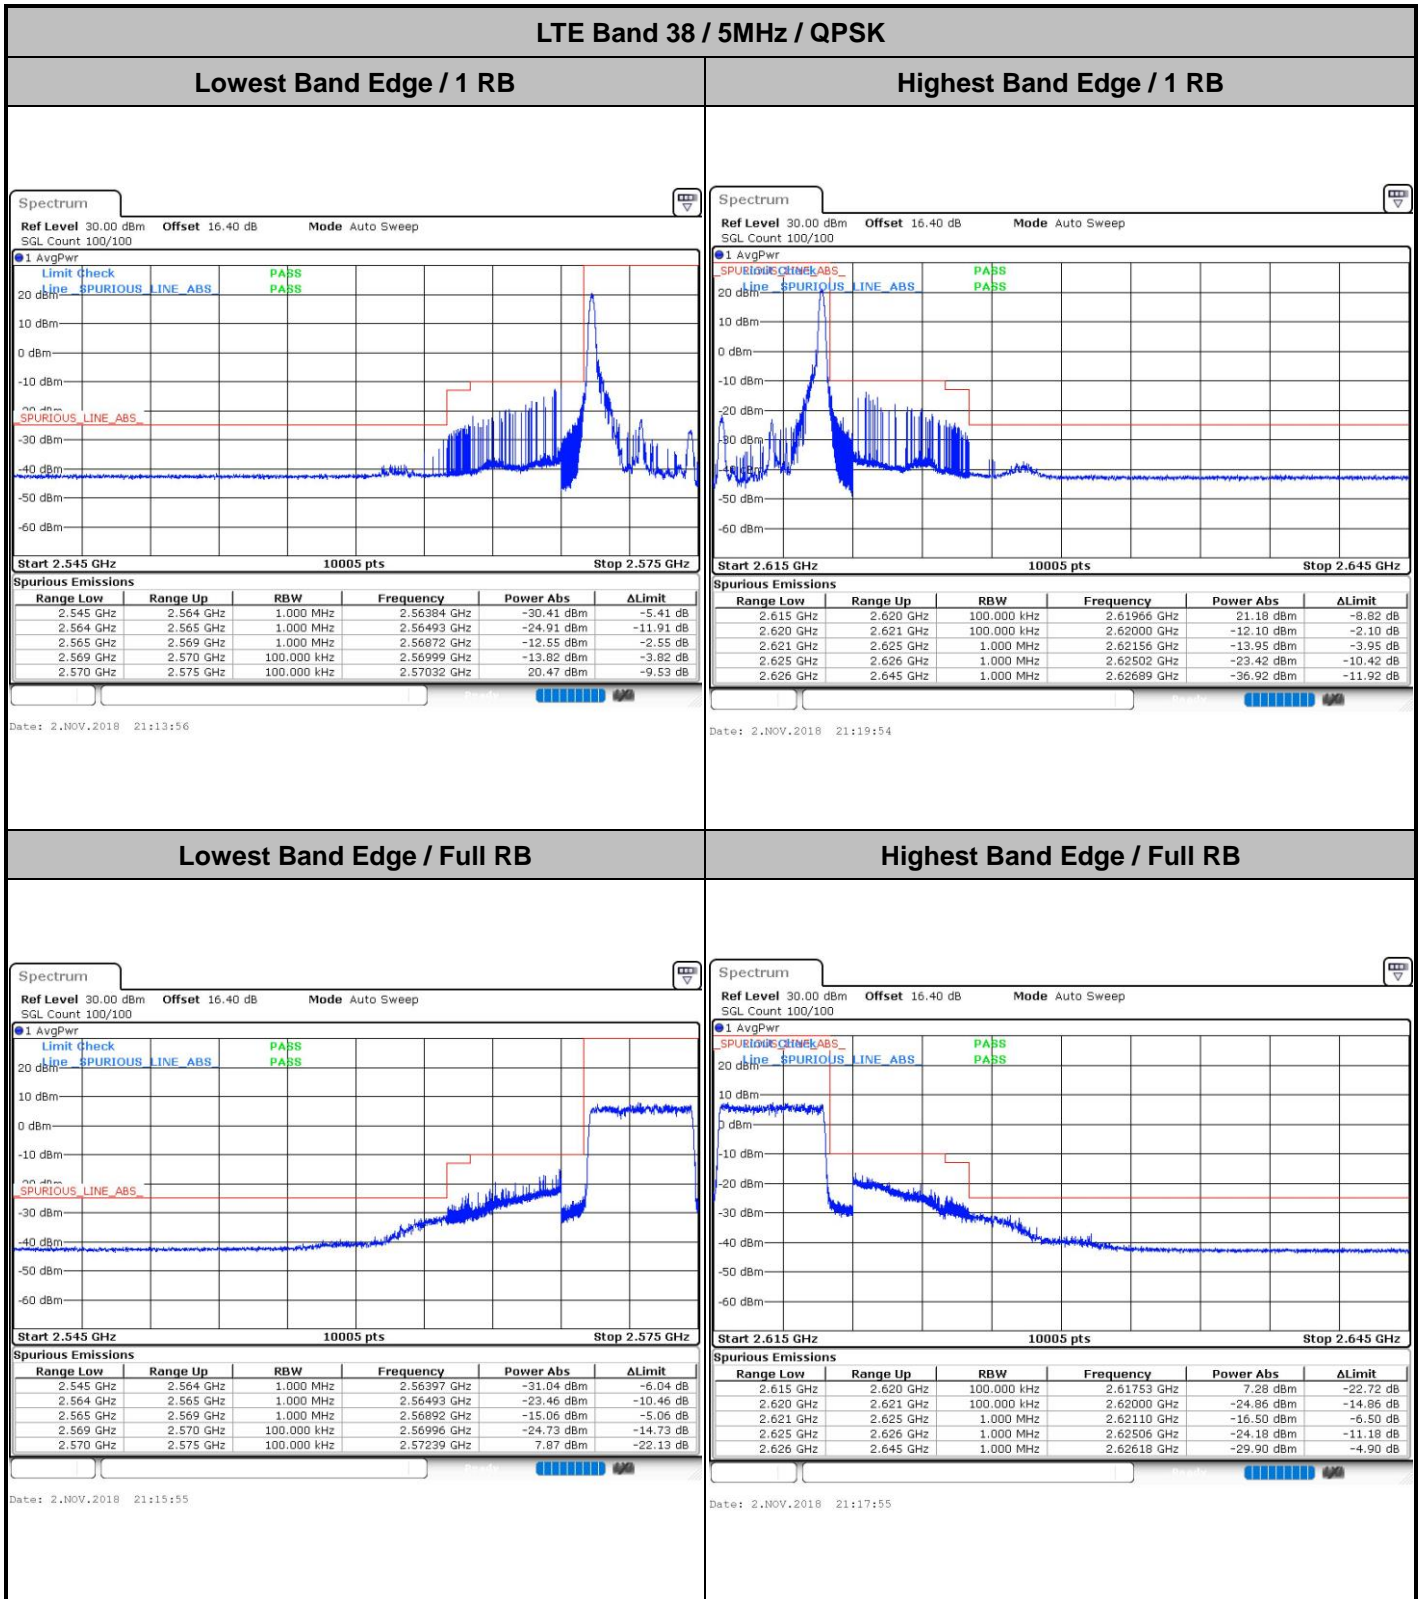 LTE Band 38 / 5MHz / QPSK
Lowest Band Edge / 1 RB
Highest Band Edge / 1 RB
Spectrum
Ref Level 30.00 dBm Offset 16.40 dB Mode Auto Sweep
SGL Count 100/100
1 AvgPwr
Limit Check PASS
Line _SPURIOUS_LINE_ABS_ PASS
20 dBm
10 dBm
0 dBm
-10 dBm
_SPURIOUS_LINE_ABS_
-30 dBm
-40 dBm
-50 dBm
-60 dBm
Start 2.545 GHz 10005 pts Stop 2.575 GHz
Spurious Emissions
Range Low Range Up RBW Frequency Power Abs ΔLimit
2.545 GHz 2.564 GHz 1.000 MHz 2.56384 GHz -30.41 dBm -5.41 dB
2.564 GHz 2.565 GHz 1.000 MHz 2.56493 GHz -24.91 dBm -11.91 dB
2.565 GHz 2.569 GHz 1.000 MHz 2.56872 GHz -12.55 dBm -2.55 dB
2.569 GHz 2.570 GHz 100.000 kHz 2.56999 GHz -13.82 dBm -3.82 dB
2.570 GHz 2.575 GHz 100.000 kHz 2.57032 GHz 20.47 dBm -9.53 dB
Date: 2.NOV.2018 21:13:56
Spectrum
Ref Level 30.00 dBm Offset 16.40 dB Mode Auto Sweep
SGL Count 100/100
1 AvgPwr
_SPURIOUS_LINE_ABS_
Limit Check PASS
Line _SPURIOUS_LINE_ABS_ PASS
20 dBm
10 dBm
0 dBm
-10 dBm
-20 dBm
-30 dBm
-40 dBm
-50 dBm
-60 dBm
Start 2.615 GHz 10005 pts Stop 2.645 GHz
Spurious Emissions
Range Low Range Up RBW Frequency Power Abs ΔLimit
2.615 GHz 2.620 GHz 100.000 kHz 2.61966 GHz 21.18 dBm -8.82 dB
2.620 GHz 2.621 GHz 100.000 kHz 2.62000 GHz -12.10 dBm -2.10 dB
2.621 GHz 2.625 GHz 1.000 MHz 2.62156 GHz -13.95 dBm -3.95 dB
2.625 GHz 2.626 GHz 1.000 MHz 2.62502 GHz -23.42 dBm -10.42 dB
2.626 GHz 2.645 GHz 1.000 MHz 2.62689 GHz -36.92 dBm -11.92 dB
Date: 2.NOV.2018 21:19:54
Lowest Band Edge / Full RB
Highest Band Edge / Full RB
Spectrum
Ref Level 30.00 dBm Offset 16.40 dB Mode Auto Sweep
SGL Count 100/100
1 AvgPwr
Limit Check PASS
Line _SPURIOUS_LINE_ABS_ PASS
20 dBm
10 dBm
0 dBm
-10 dBm
_SPURIOUS_LINE_ABS_
-30 dBm
-40 dBm
-50 dBm
-60 dBm
Start 2.545 GHz 10005 pts Stop 2.575 GHz
Spurious Emissions
Range Low Range Up RBW Frequency Power Abs ΔLimit
2.545 GHz 2.564 GHz 1.000 MHz 2.56397 GHz -31.04 dBm -6.04 dB
2.564 GHz 2.565 GHz 1.000 MHz 2.56493 GHz -23.46 dBm -10.46 dB
2.565 GHz 2.569 GHz 1.000 MHz 2.56892 GHz -15.06 dBm -5.06 dB
2.569 GHz 2.570 GHz 100.000 kHz 2.56996 GHz -24.73 dBm -14.73 dB
2.570 GHz 2.575 GHz 100.000 kHz 2.57239 GHz 7.87 dBm -22.13 dB
Date: 2.NOV.2018 21:15:55
Spectrum
Ref Level 30.00 dBm Offset 16.40 dB Mode Auto Sweep
SGL Count 100/100
1 AvgPwr
_SPURIOUS_LINE_ABS_
Limit Check PASS
Line _SPURIOUS_LINE_ABS_ PASS
20 dBm
10 dBm
0 dBm
-10 dBm
-20 dBm
-30 dBm
-40 dBm
-50 dBm
-60 dBm
Start 2.615 GHz 10005 pts Stop 2.645 GHz
Spurious Emissions
Range Low Range Up RBW Frequency Power Abs ΔLimit
2.615 GHz 2.620 GHz 100.000 kHz 2.61753 GHz 7.28 dBm -22.72 dB
2.620 GHz 2.621 GHz 100.000 kHz 2.62000 GHz -24.86 dBm -14.86 dB
2.621 GHz 2.625 GHz 1.000 MHz 2.62110 GHz -16.50 dBm -6.50 dB
2.625 GHz 2.626 GHz 1.000 MHz 2.62506 GHz -24.18 dBm -11.18 dB
2.626 GHz 2.645 GHz 1.000 MHz 2.62618 GHz -29.90 dBm -4.90 dB
Date: 2.NOV.2018 21:17:55